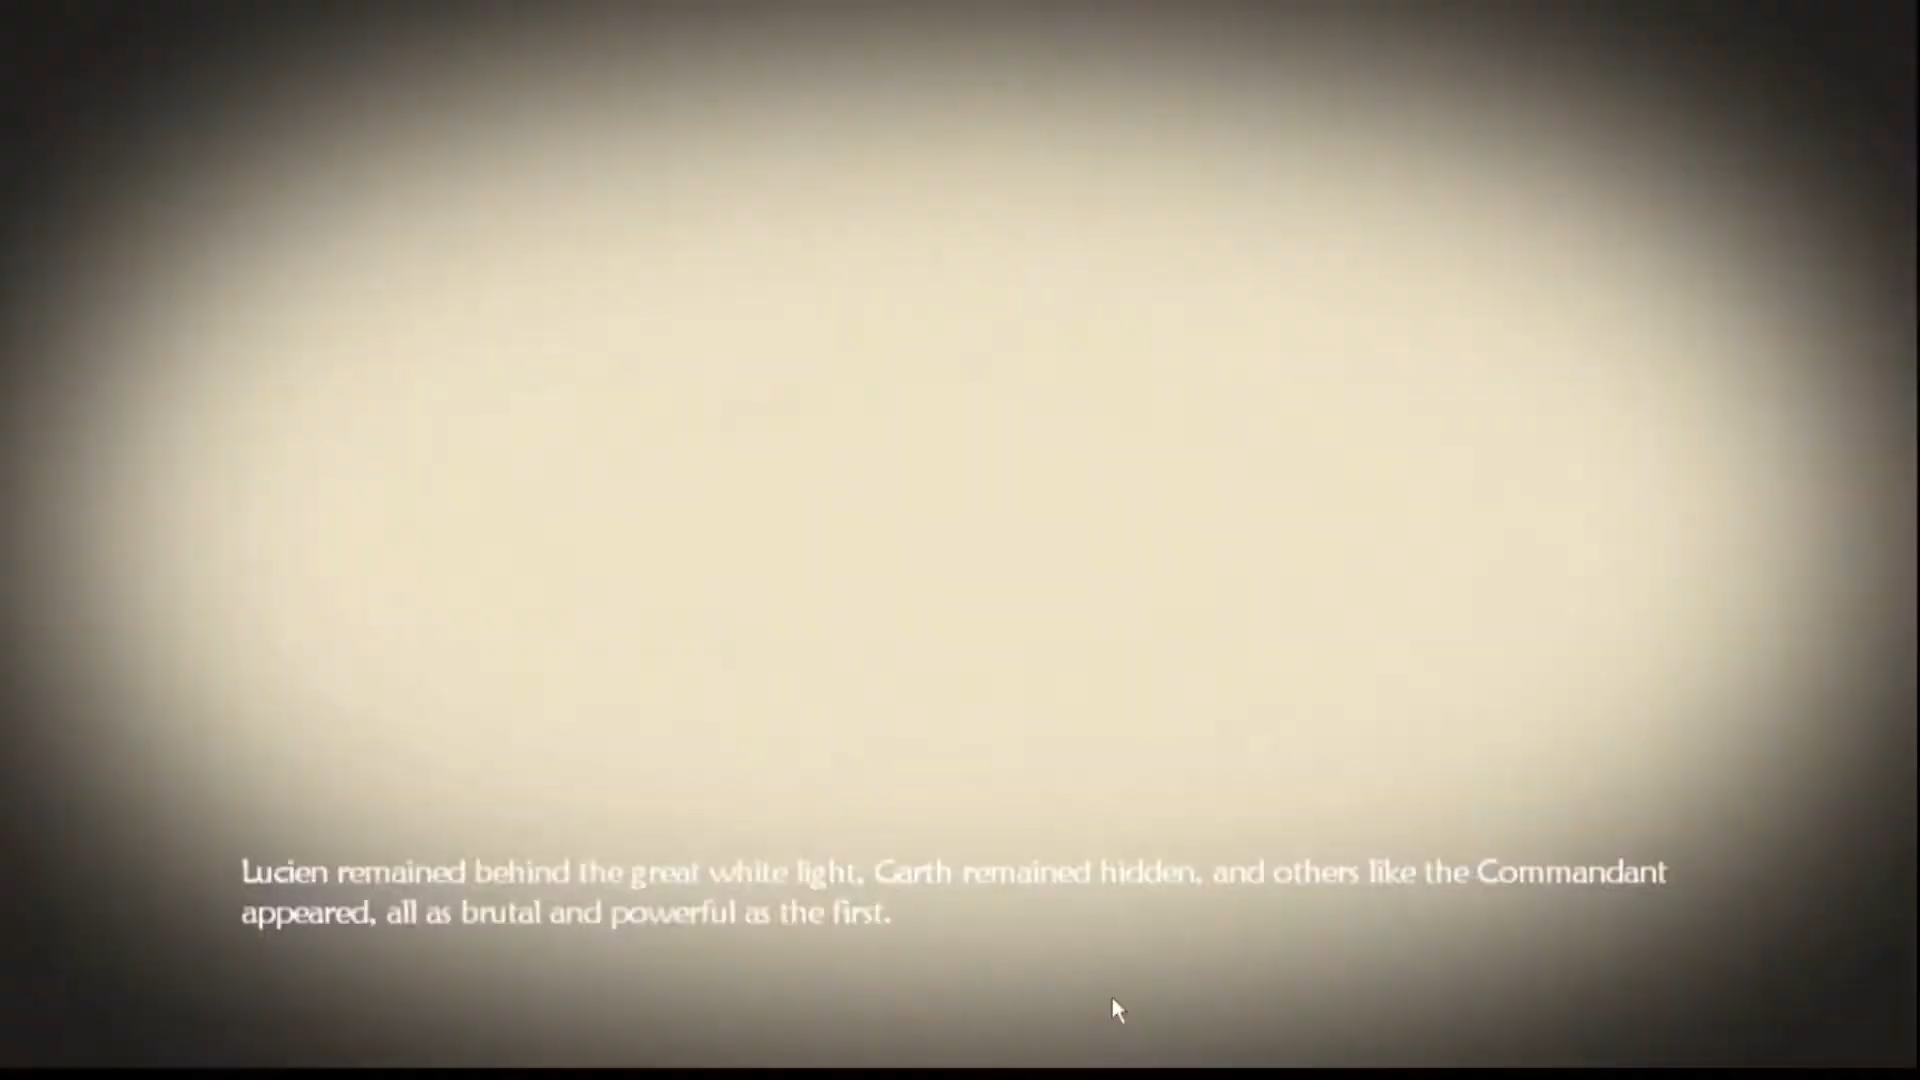 Lucien remained behind the great white light, Garth remained hidden, and others like the Commandant
appeared, all as brutal and powerful as the first.